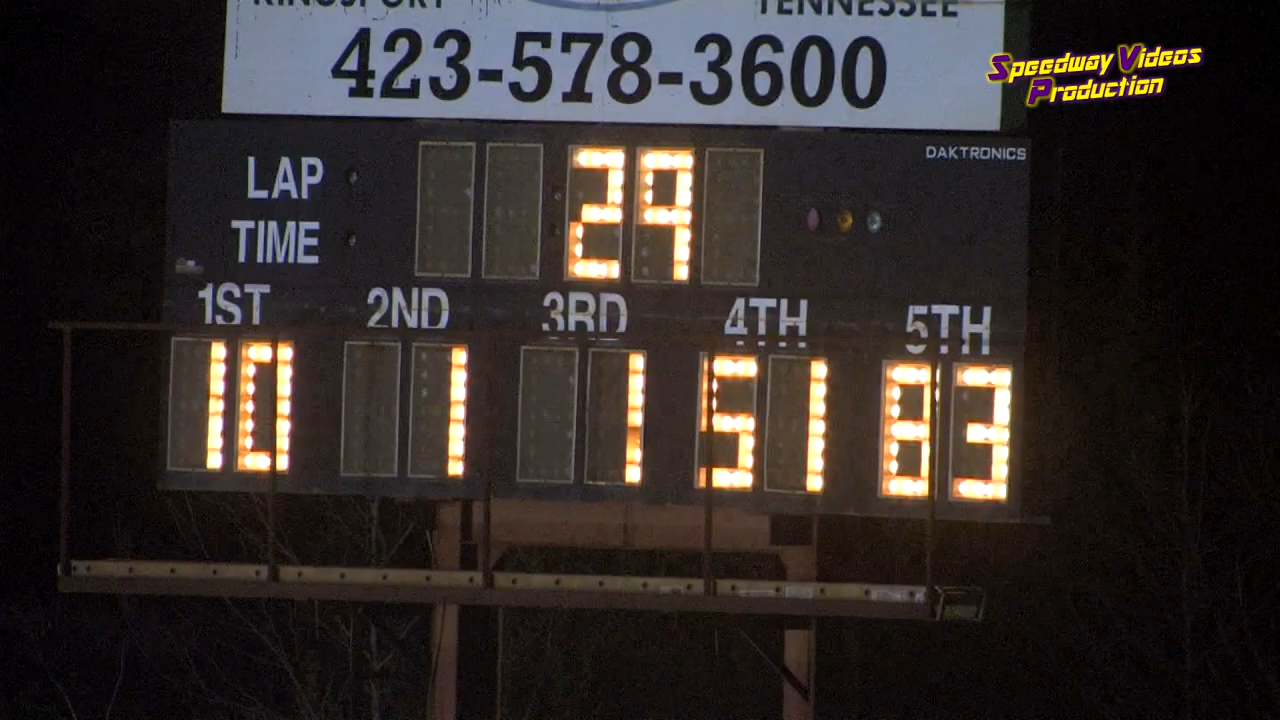 KINGSPORT TENNESSEE
423-578-3600
Speedway Videos
Production
DAKTRONICS
LAP
TIME
29
1ST 2ND 3RD 4TH 5TH
10 1 1 51 83